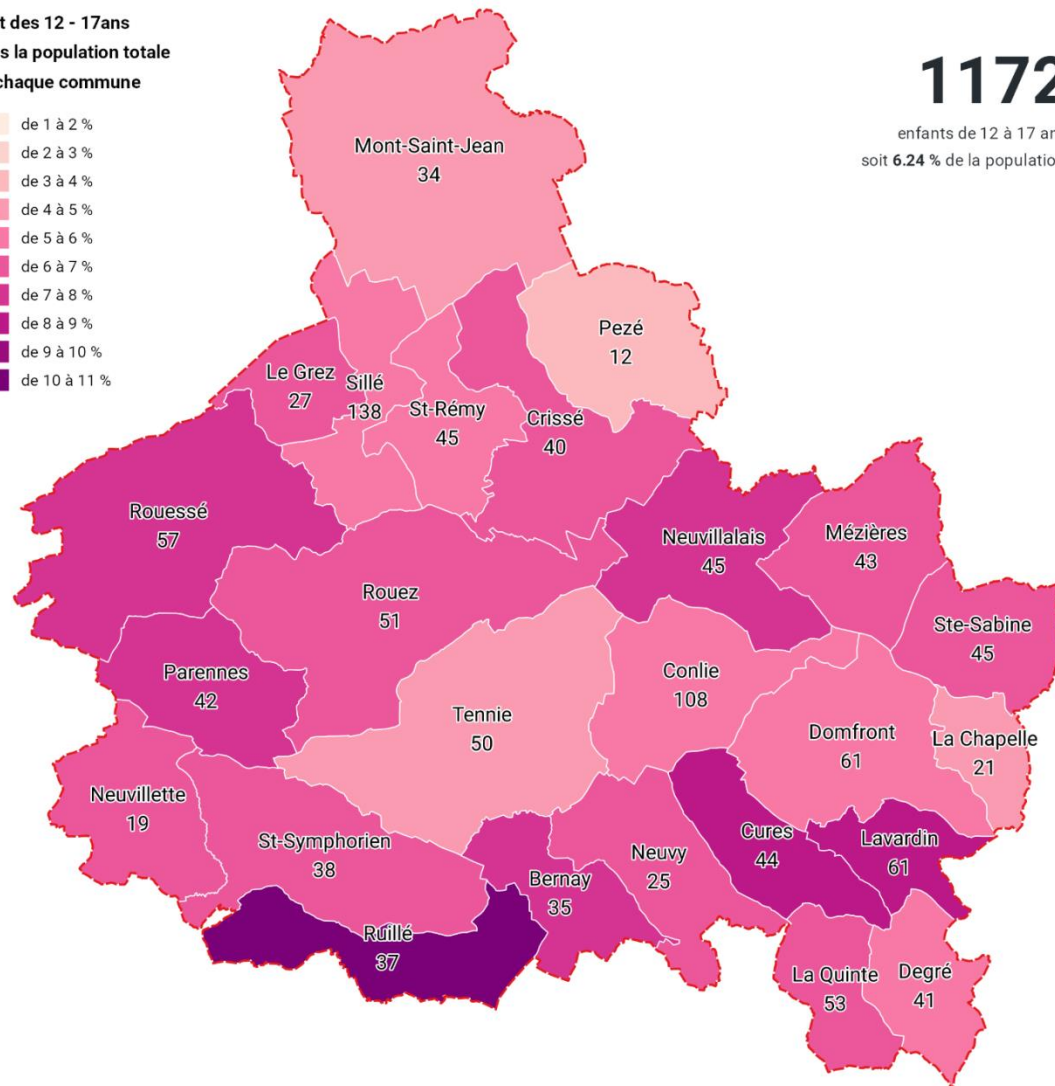 t des 12 - 17ans
s la population totale
chaque commune
de 1 à 2 %
de 2 à 3 %
de 3 à 4 %
de 4 à 5 %
de 5 à 6 %
de 6 à 7 %
de 7 à 8 %
de 8 à 9 %
de 9 à 10 %
de 10 à 11 %
1172
enfants de 12 à 17 an
soit 6.24 % de la population
Mont-Saint-Jean
34
Pezé
12
Le Grez
27
Sillé
138
St-Rémy
45
Crissé
40
Rouessé
57
Neuvillalais
45
Mézières
43
Rouez
51
Ste-Sabine
45
Parennes
42
Conlie
108
Tennie
50
Domfront
61
La Chapelle
21
Neuvillette
19
St-Symphorien
38
Cures
44
Lavardin
61
Neuvy
25
Bernay
35
Ruillé
37
La Quinte
53
Degré
41